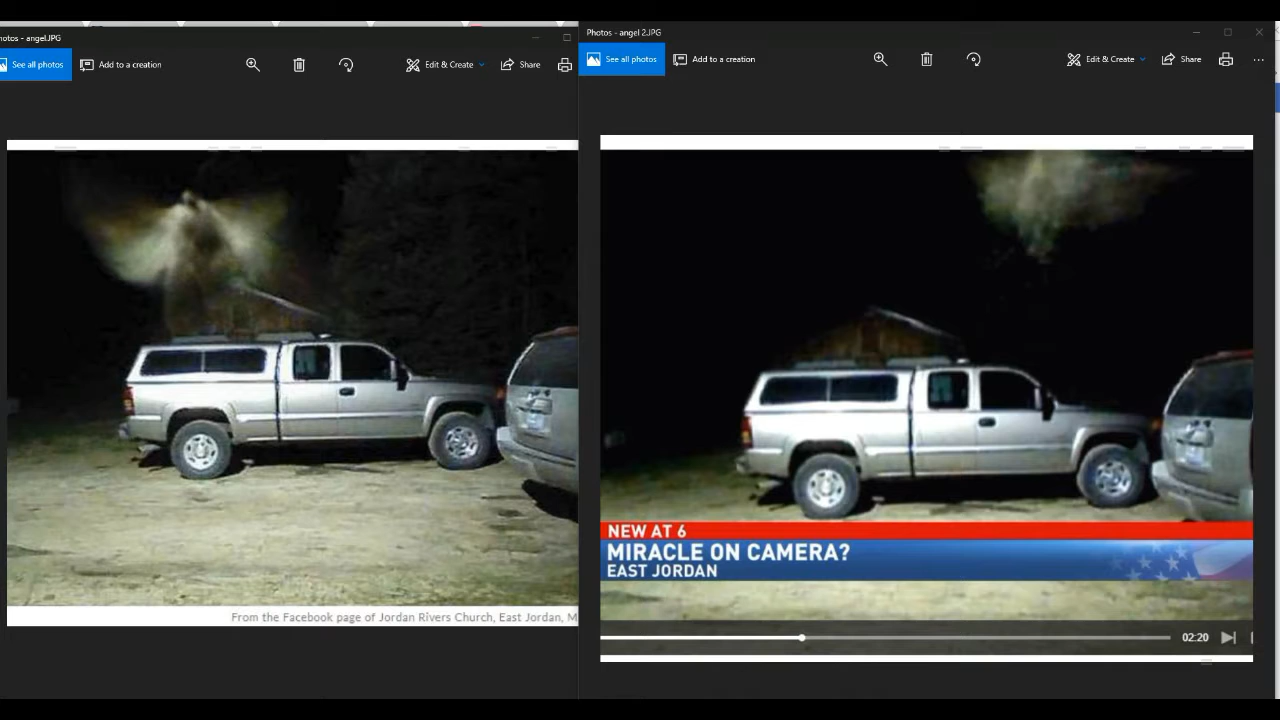 otos - angel.JPG
See all photos
Add to a creation
Edit & Create
Share
From the Facebook page of Jordan Rivers Church, East Jordan, M
Photos - angel 2.JPG
See all photos
Add to a creation
Edit & Create
Share
NEW AT 6
MIRACLE ON CAMERA?
EAST JORDAN
02:20